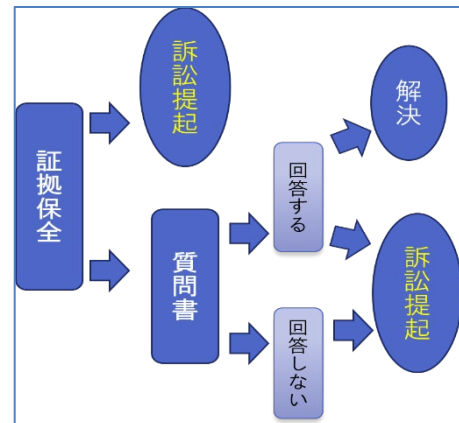 証拠保全
訴訟提起
質問書
回答する
回答しない
解決
訴訟提起